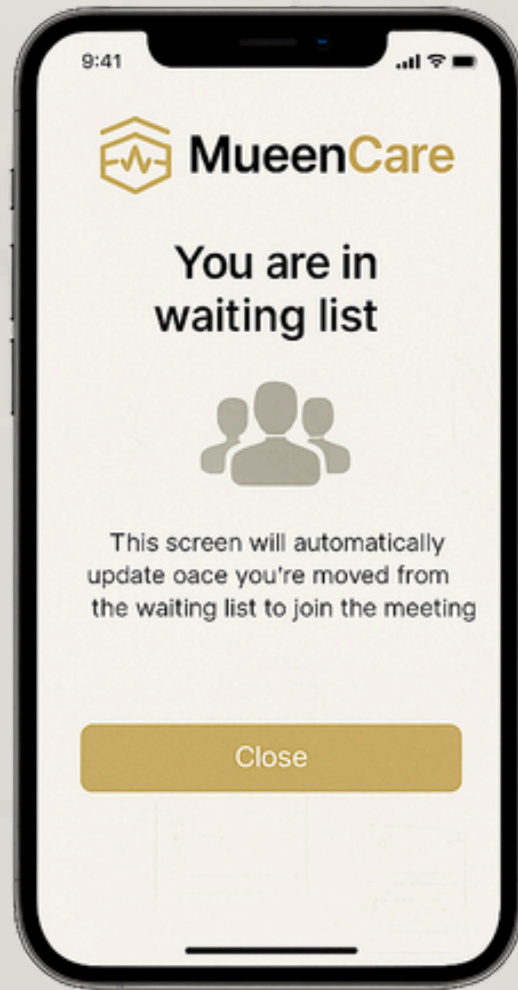 9:41
MueenCare
You are in
waiting list
This screen will automatically
update oace you're moved from
the waiting list to join the meeting
Close